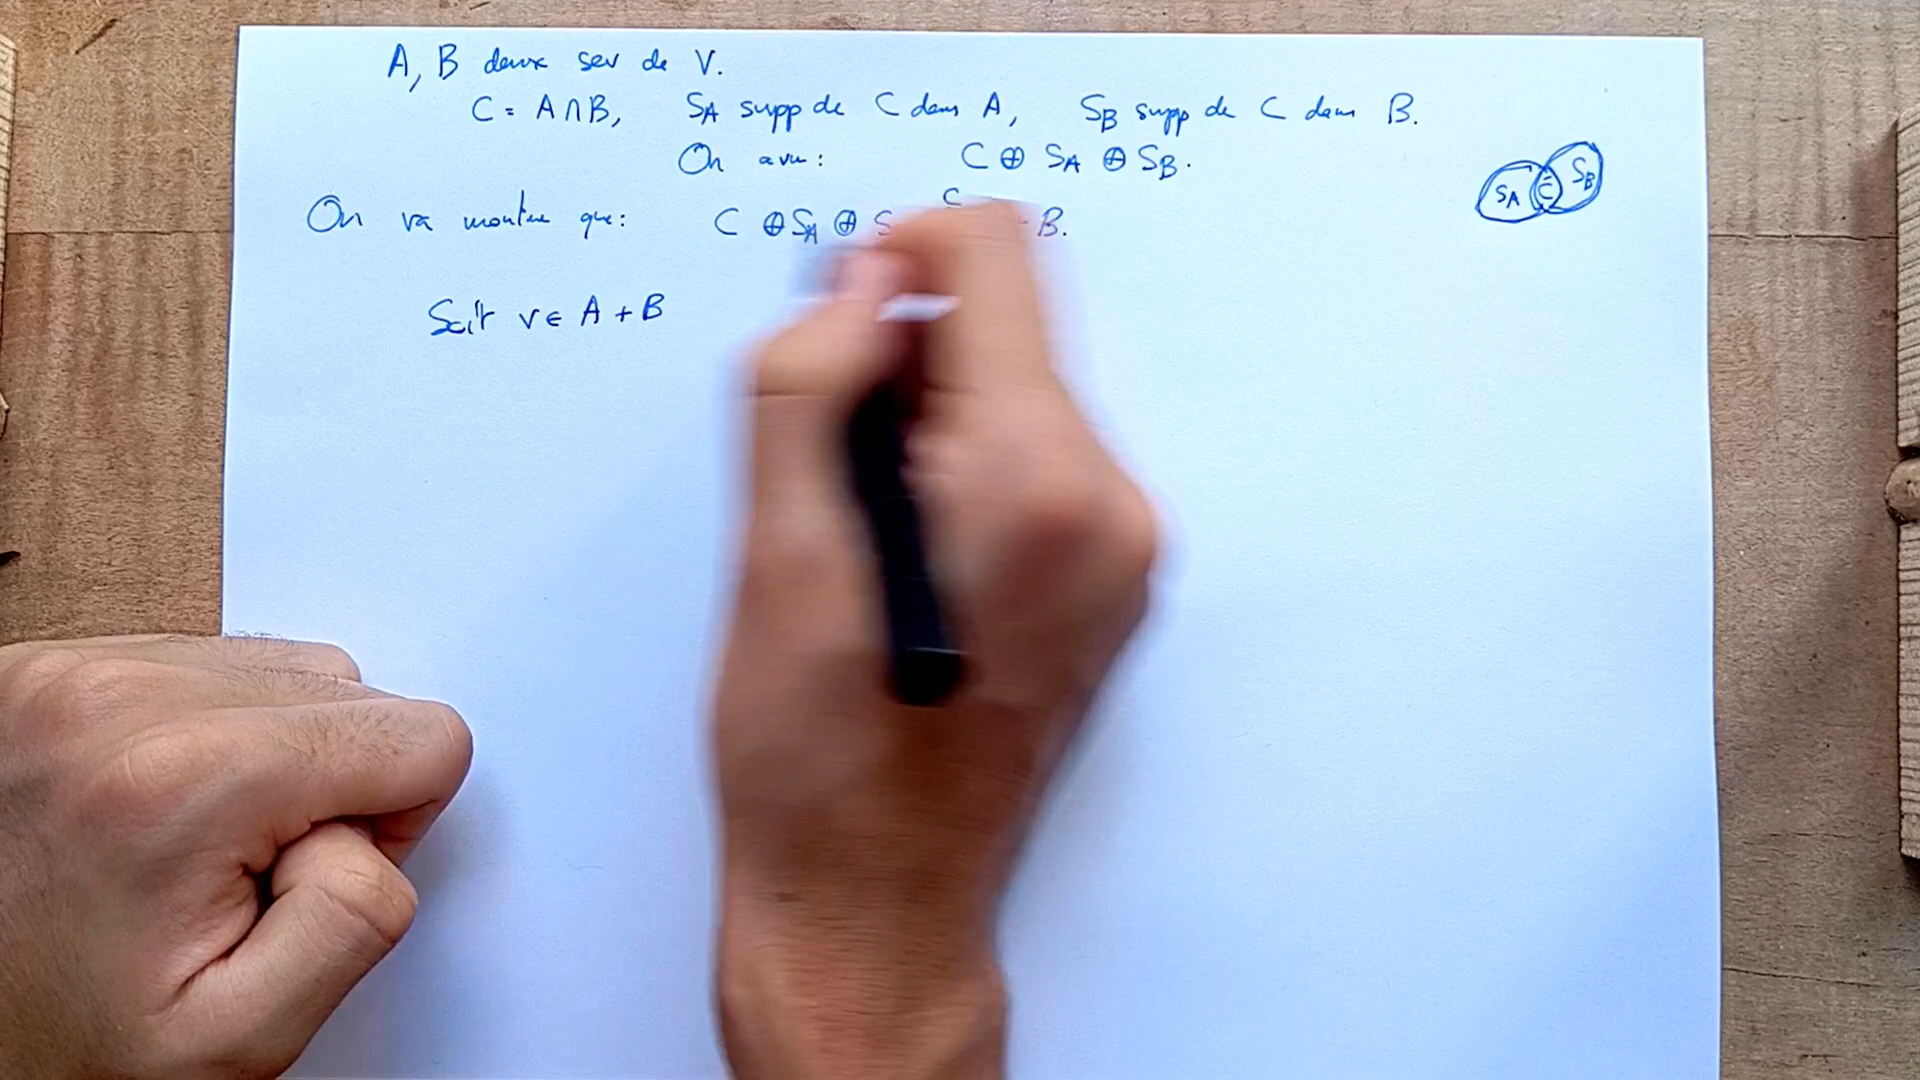 A, B deux sev de V.
C = A ∩ B, S_A supp de C dans A, S_B supp de C dans B.
On a vu : C ⊕ S_A ⊕ S_B.
S_A C S_B
On va montrer que : C ⊕ S_A ⊕ B.
Soit v ∈ A + B